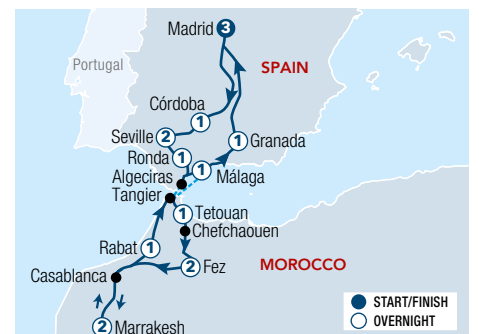 Madrid 3
Portugal
SPAIN
Córdoba 1
Seville 2
1 Granada
Ronda 1
Algeciras
1 Málaga
Tangier
1 Tetouan
Chefchaouen
Rabat 1
2 Fez
MOROCCO
Casablanca
2 Marrakesh
START/FINISH
OVERNIGHT